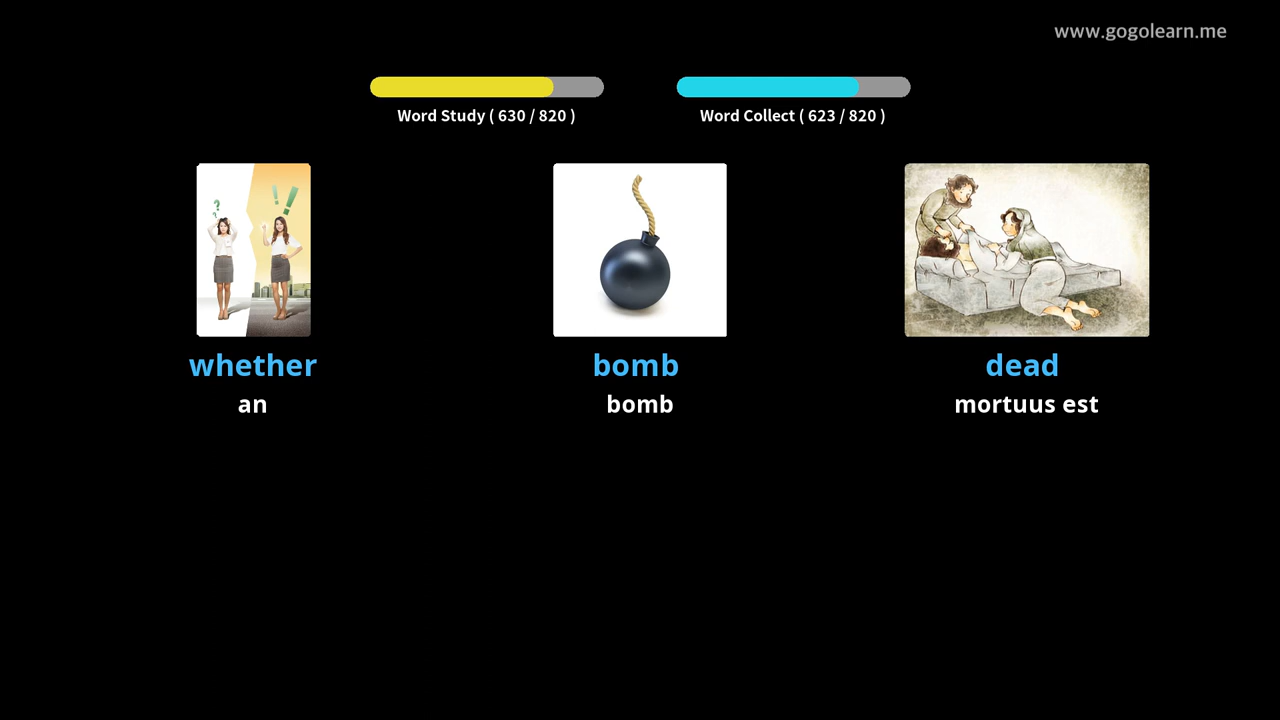 www.gogolearn.me
Word Study ( 630 / 820 )
Word Collect ( 623 / 820 )
whether
an
bomb
bomb
dead
mortuus est